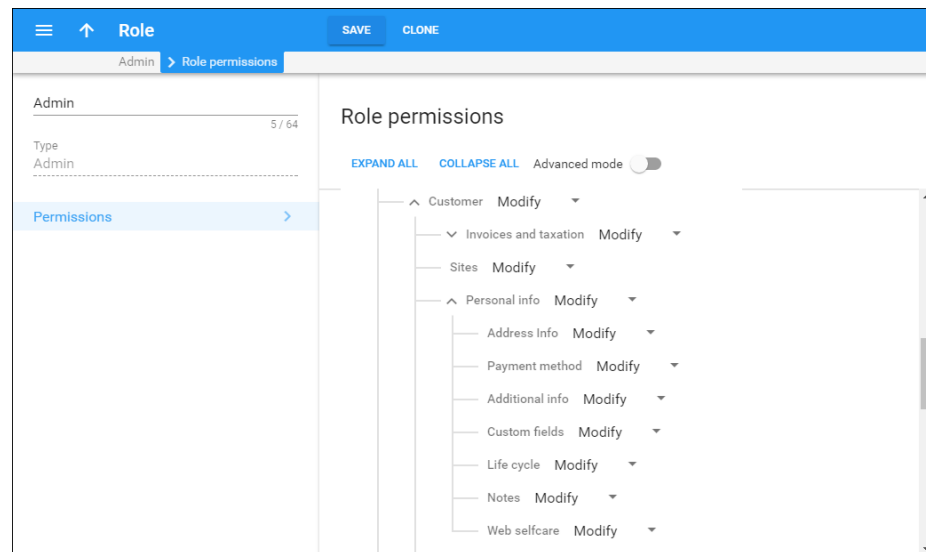 Role
SAVE CLONE
Admin Role permissions
Admin
5 / 64
Type
Admin
Permissions
Role permissions
EXPAND ALL COLLAPSE ALL Advanced mode
Customer Modify
Invoices and taxation Modify
Sites Modify
Personal info Modify
Address Info Modify
Payment method Modify
Additional info Modify
Custom fields Modify
Life cycle Modify
Notes Modify
Web selfcare Modify